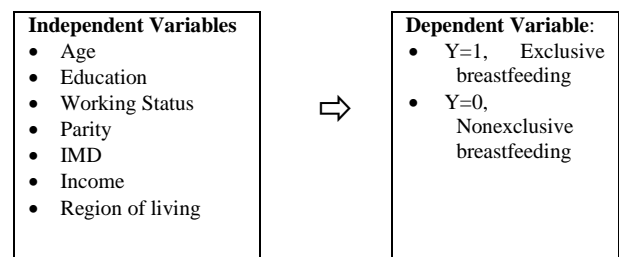 Independent Variables
• Age
• Education
• Working Status
• Parity
• IMD
• Income
• Region of living
⇨
Dependent Variable:
• Y=1, Exclusive
breastfeeding
• Y=0,
Nonexclusive
breastfeeding